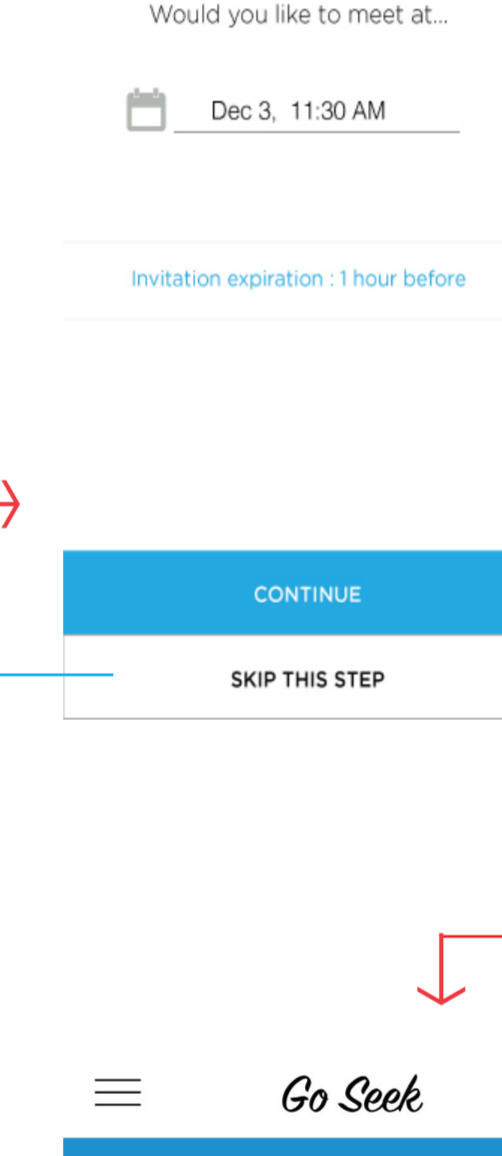 Would you like to meet at...
Dec 3, 11:30 AM
Invitation expiration : 1 hour before
CONTINUE
SKIP THIS STEP
Go Seek